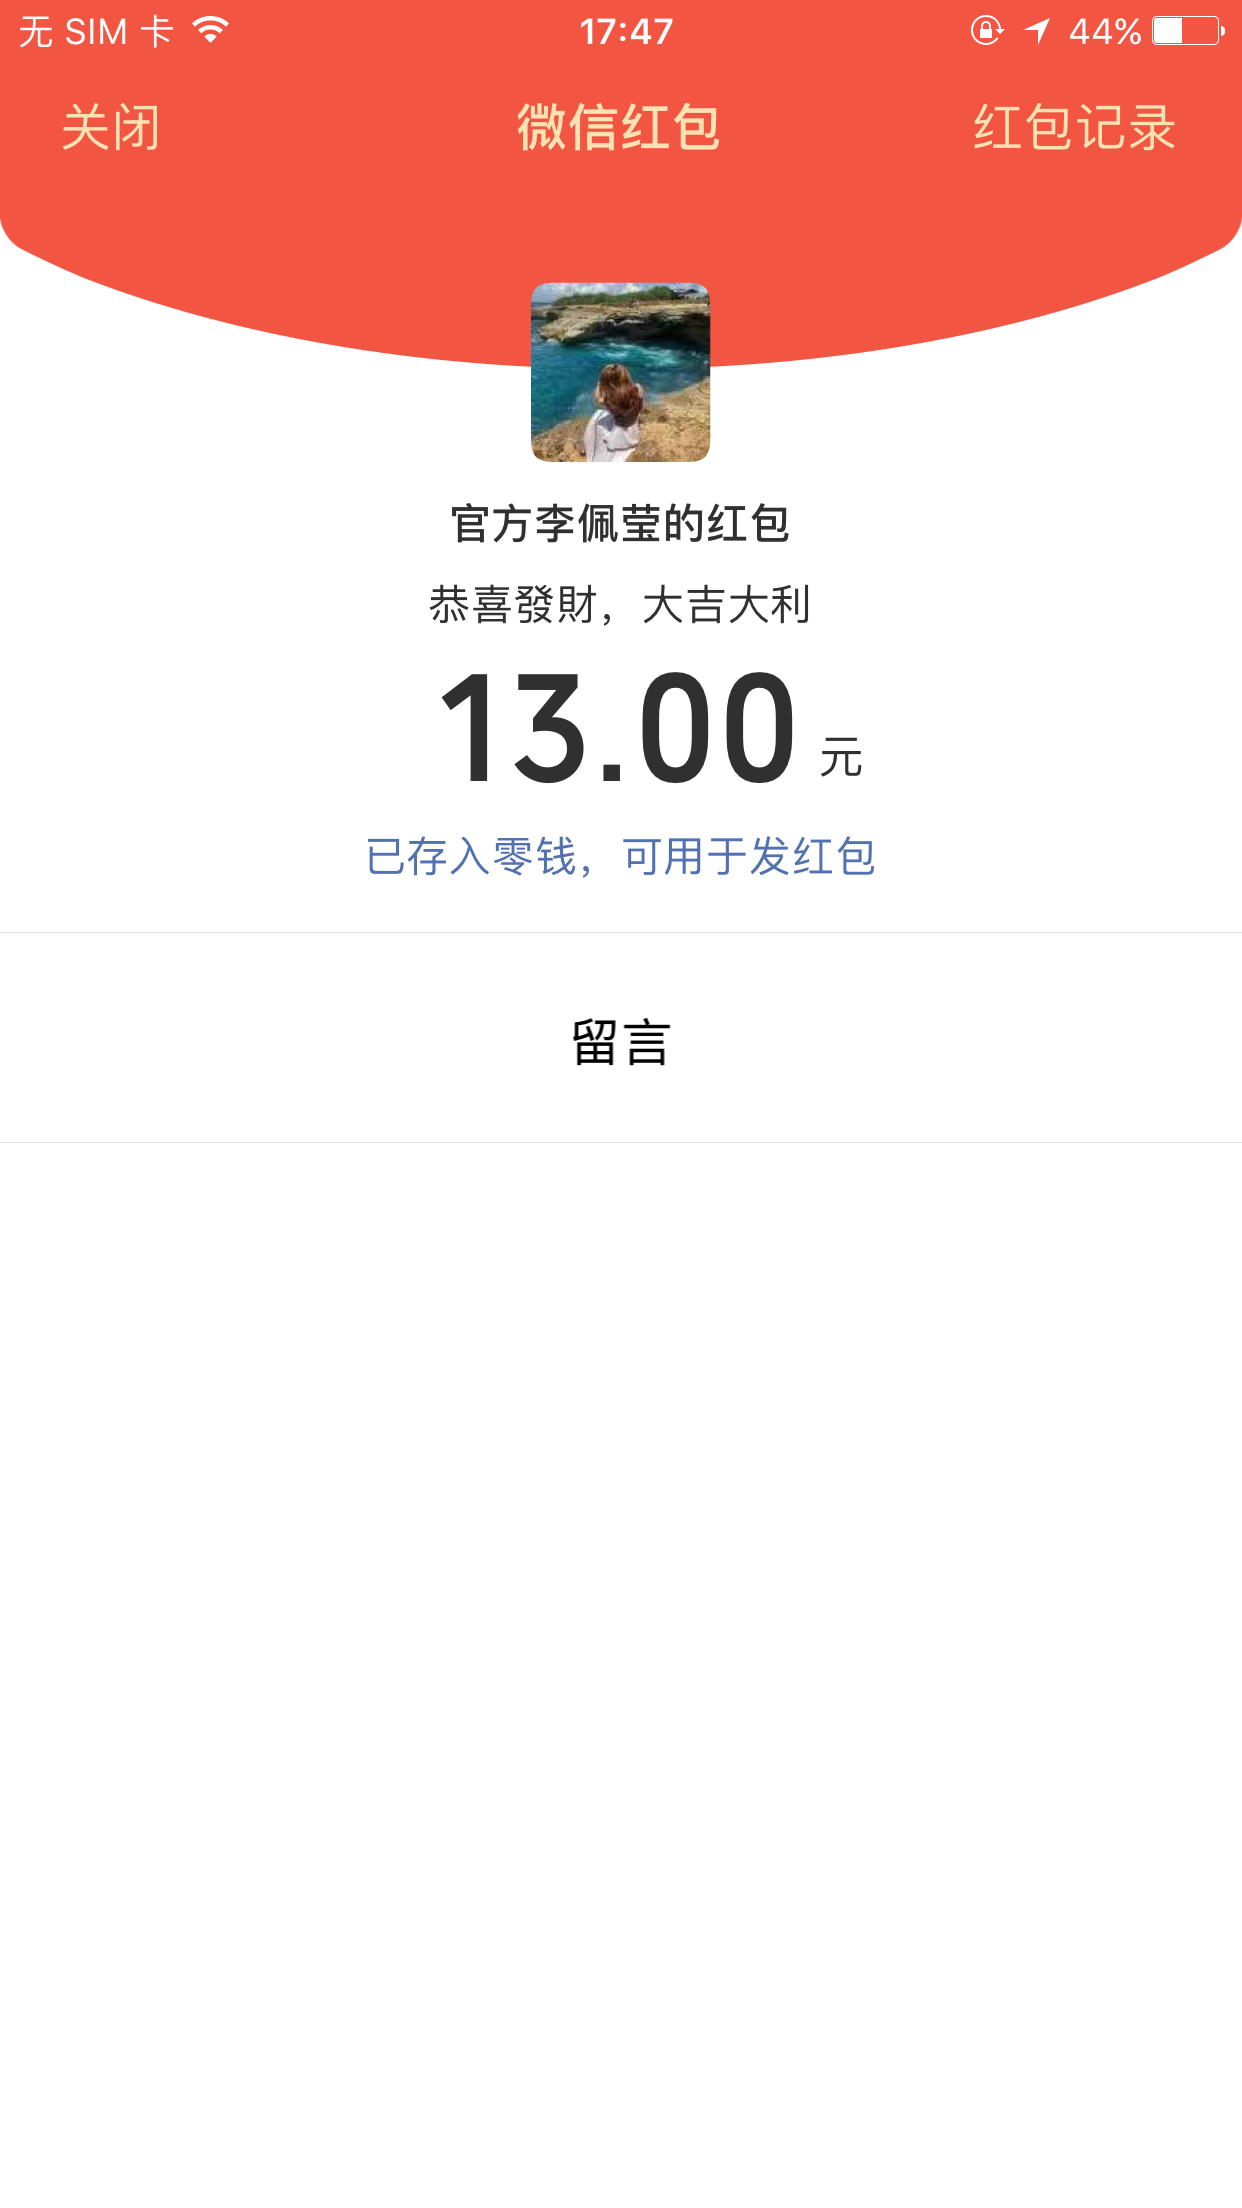 无 SIM 卡 17:47 44%
关闭 微信红包 红包记录
官方李佩莹的红包
恭喜發財，大吉大利
13.00 元
已存入零钱，可用于发红包
留言